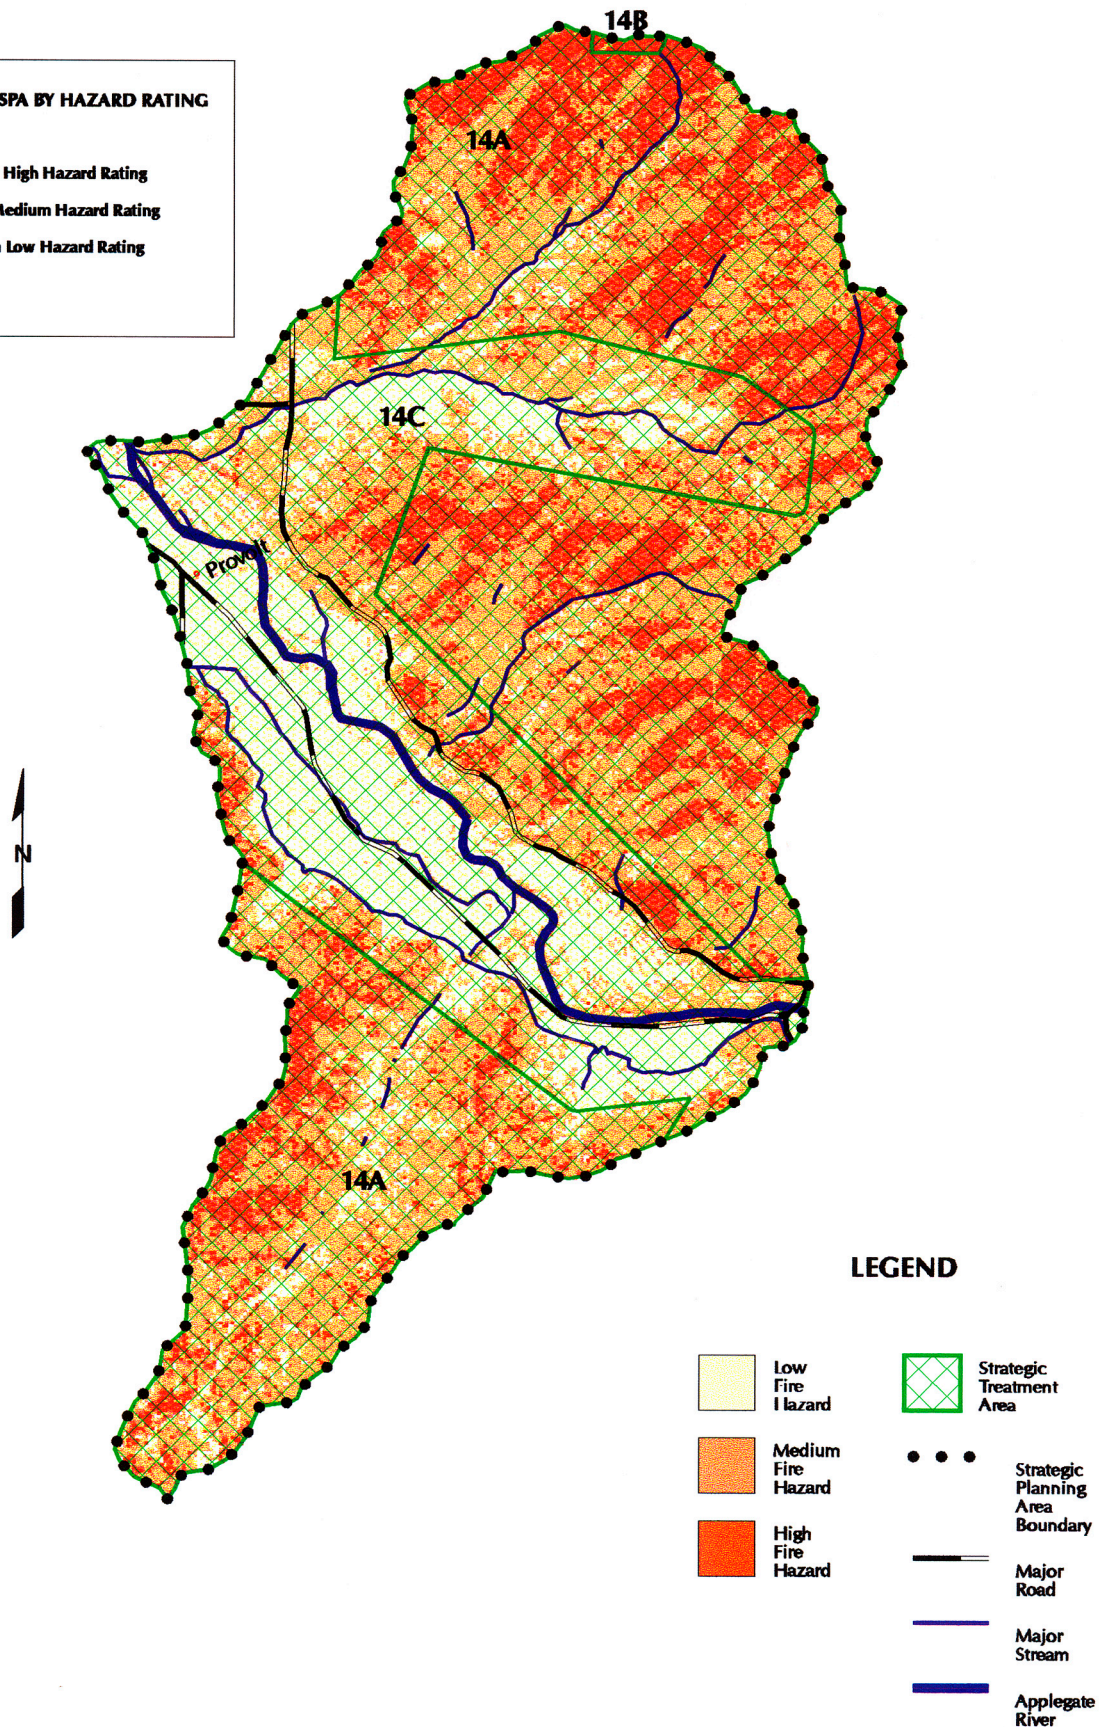 14B
SPA BY HAZARD RATING
High Hazard Rating
Medium Hazard Rating
Low Hazard Rating
14A
14C
Provolt
N
14A
LEGEND
Low
Fire
Hazard
Medium
Fire
Hazard
High
Fire
Hazard
Strategic
Treatment
Area
Strategic
Planning
Area
Boundary
Major
Road
Major
Stream
Applegate
River